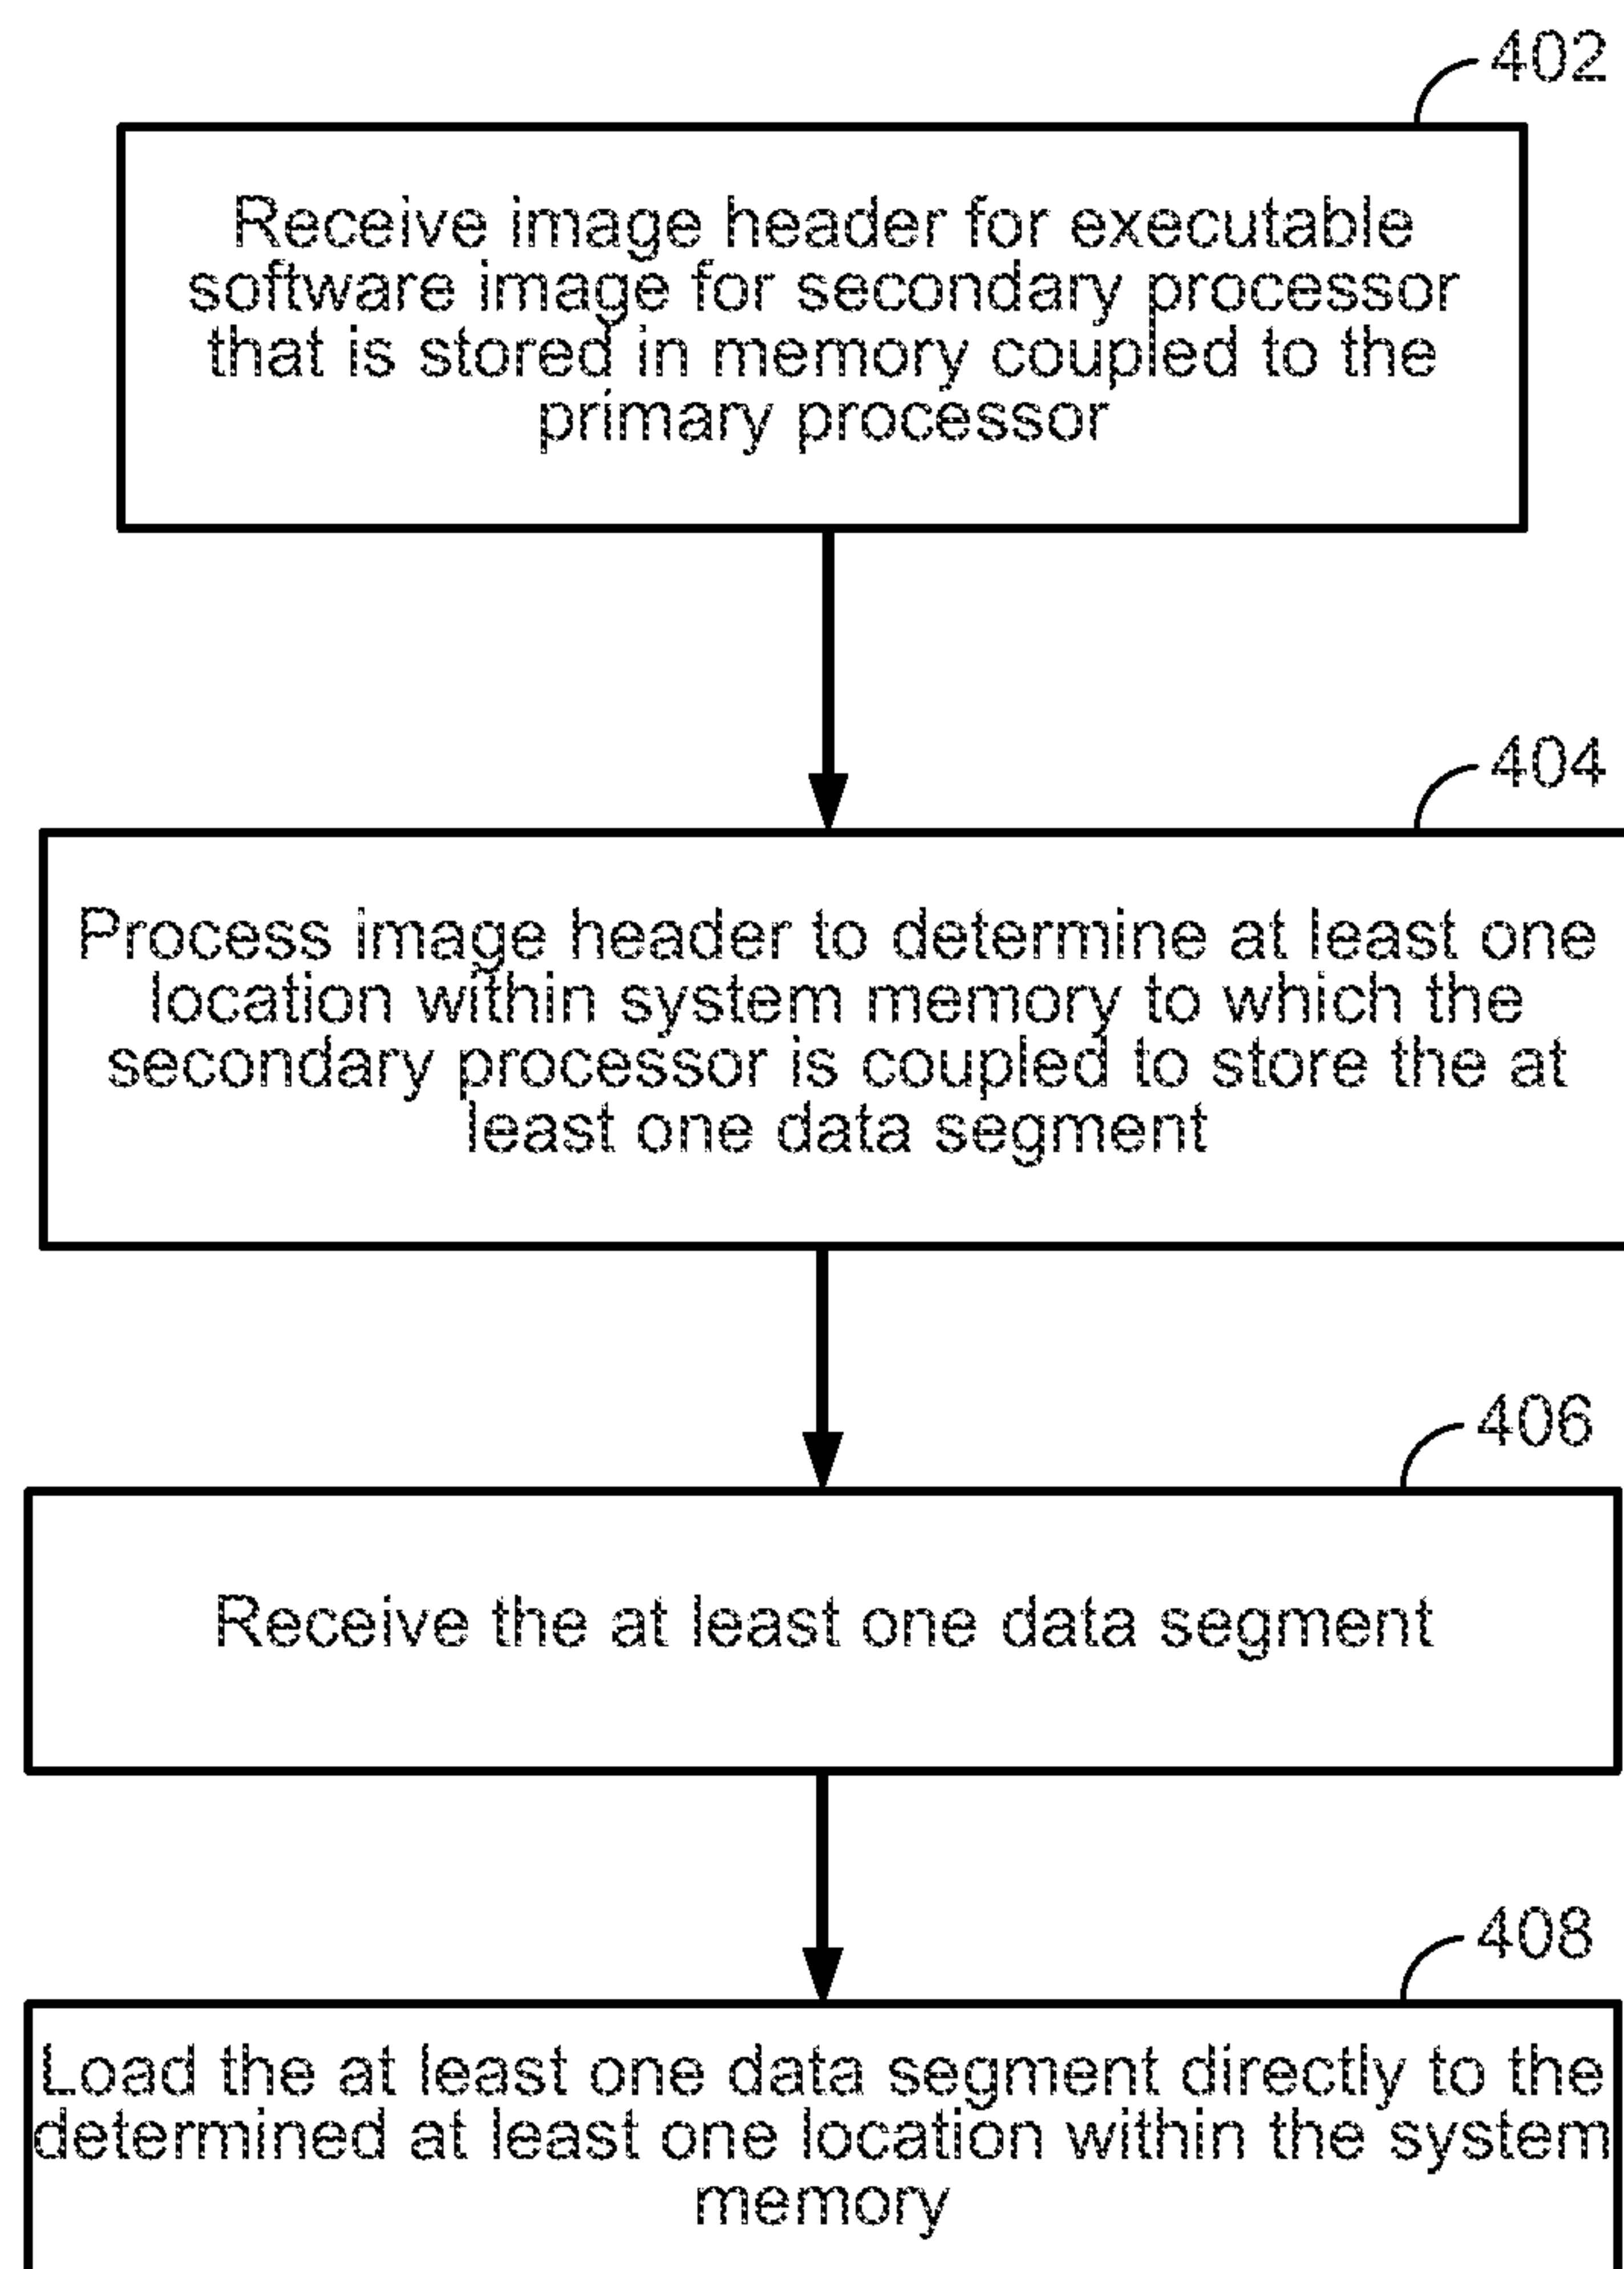 402
Receive image header for executable
software image for secondary processor
that is stored in memory coupled to the
primary processor
404
Process image header to determine at least one
location within system memory to which the
secondary processor is coupled to store the at
least one data segment
406
Receive the at least one data segment
408
Load the at least one data segment directly to the
determined at least one location within the system
memory